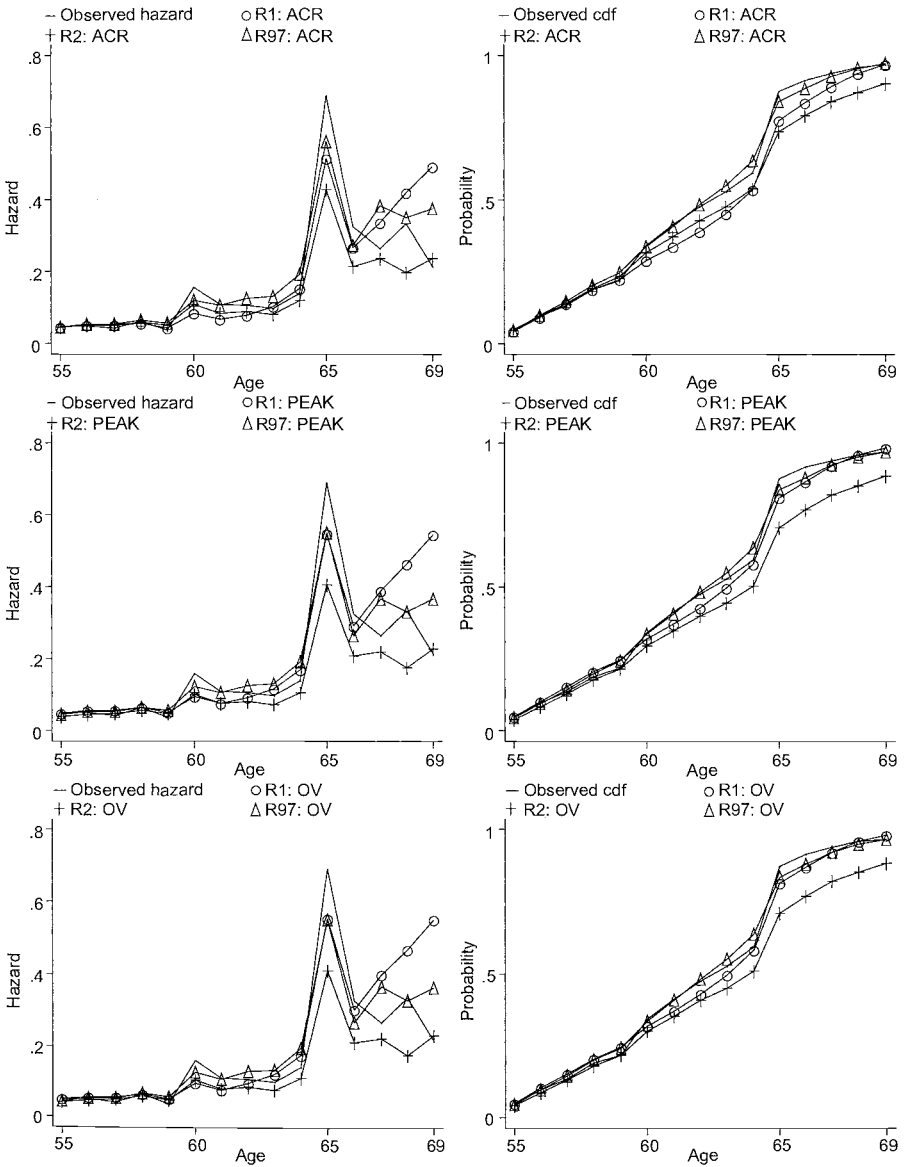 Observed hazard R1: ACR
R2: ACR R97: ACR
.8
.6
.4
.2
0
Hazard
55 60 65 69
Age
Observed cdf R1: ACR
R2: ACR R97: ACR
1
.5
0
Probability
55 60 65 69
Age
Observed hazard R1: PEAK
R2: PEAK R97: PEAK
.8
.6
.4
.2
0
Hazard
55 60 65 69
Age
Observed cdf R1: PEAK
R2: PEAK R97: PEAK
1
.5
0
Probability
55 60 65 69
Age
Observed hazard R1: OV
R2: OV R97: OV
.8
.6
.4
.2
0
Hazard
55 60 65 69
Age
Observed cdf R1: OV
R2: OV R97: OV
1
.5
0
Probability
55 60 65 69
Age